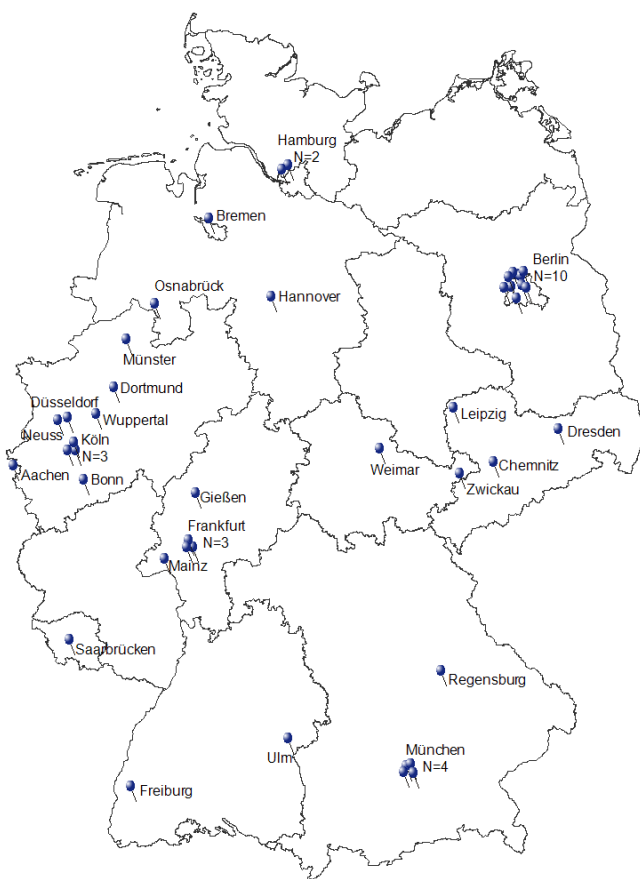 Hamburg
N=2
Bremen
Berlin
N=10
Osnabrück
Hannover
Münster
Dortmund
Düsseldorf
Wuppertal
Neuss
Köln
N=3
Aachen
Bonn
Leipzig
Dresden
Weimar
Chemnitz
Zwickau
Gießen
Frankfurt
N=3
Mainz
Saarbrücken
Regensburg
Ulm
München
N=4
Freiburg